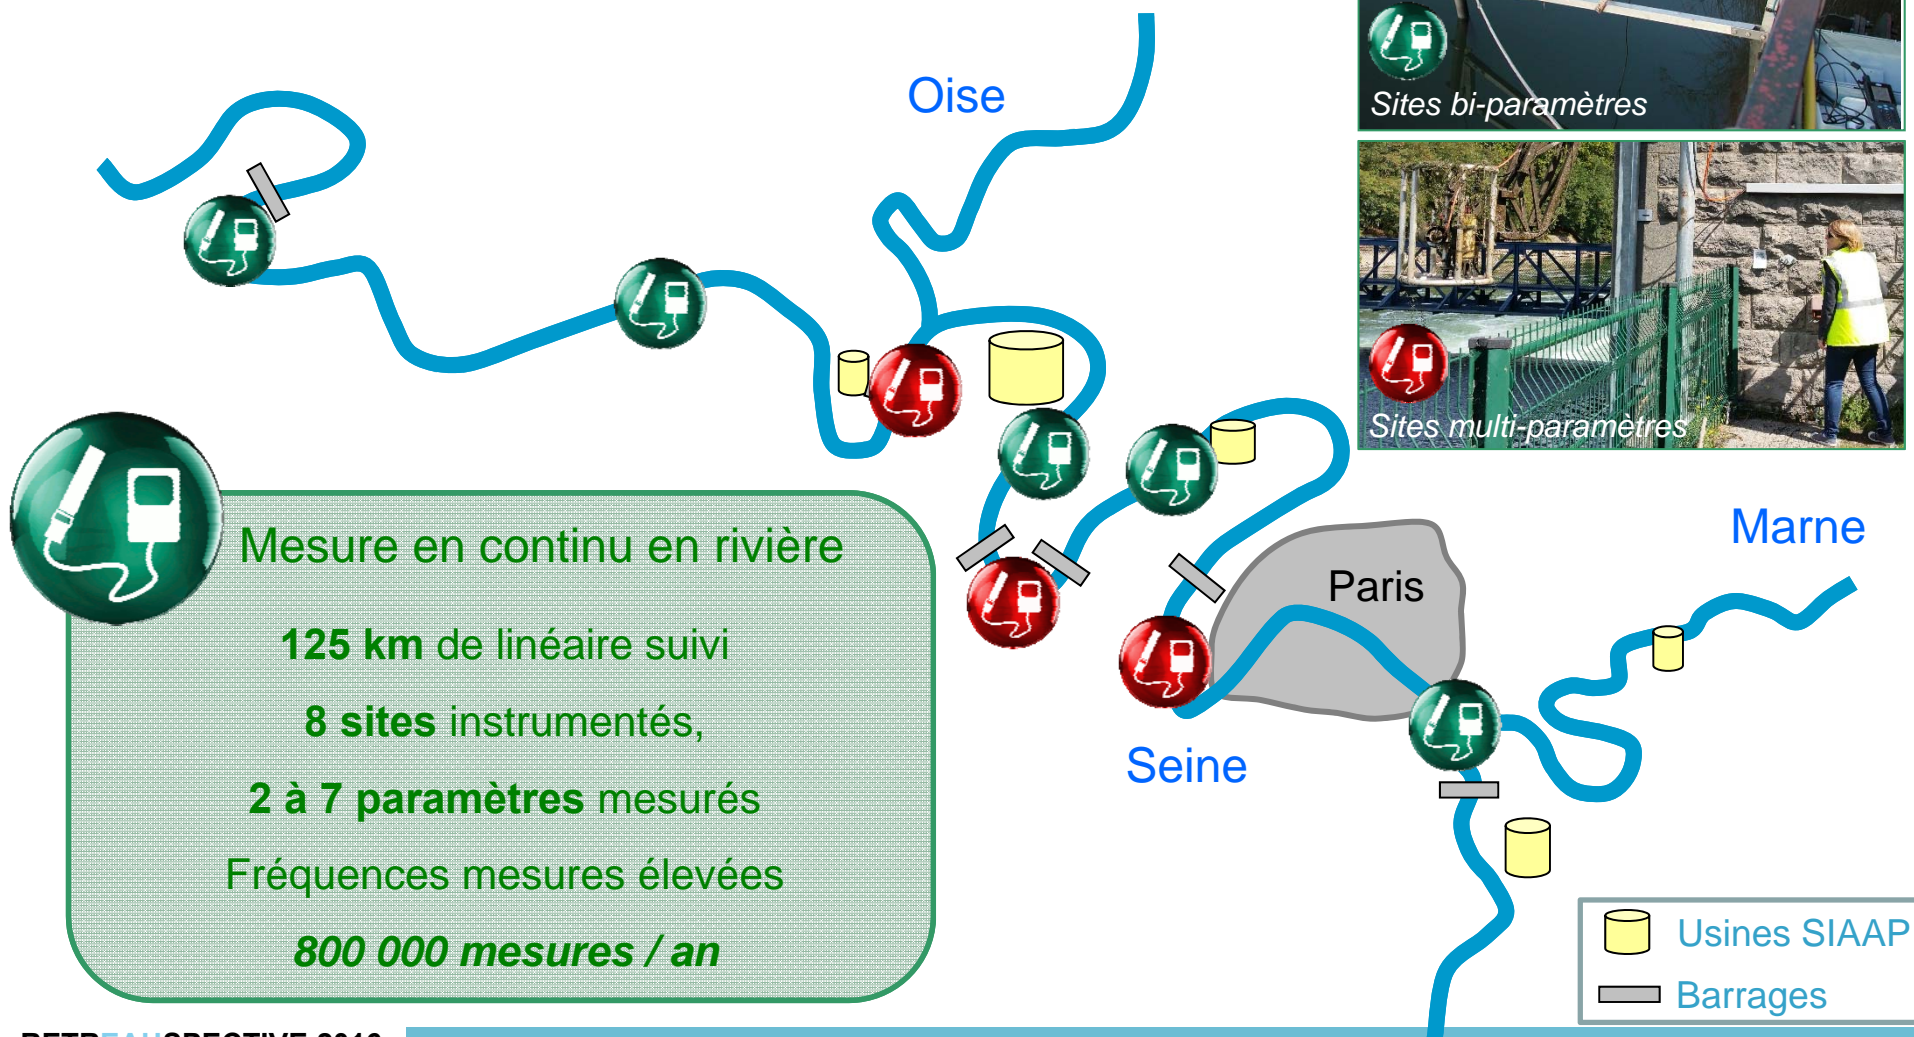 Oise
Sites bi-paramètres
Sites multi-paramètres
Marne
Paris
Seine
Mesure en continu en rivière
125 km de linéaire suivi
8 sites instrumentés,
2 à 7 paramètres mesurés
Fréquences mesures élevées
800 000 mesures / an
Usines SIAAP
Barrages